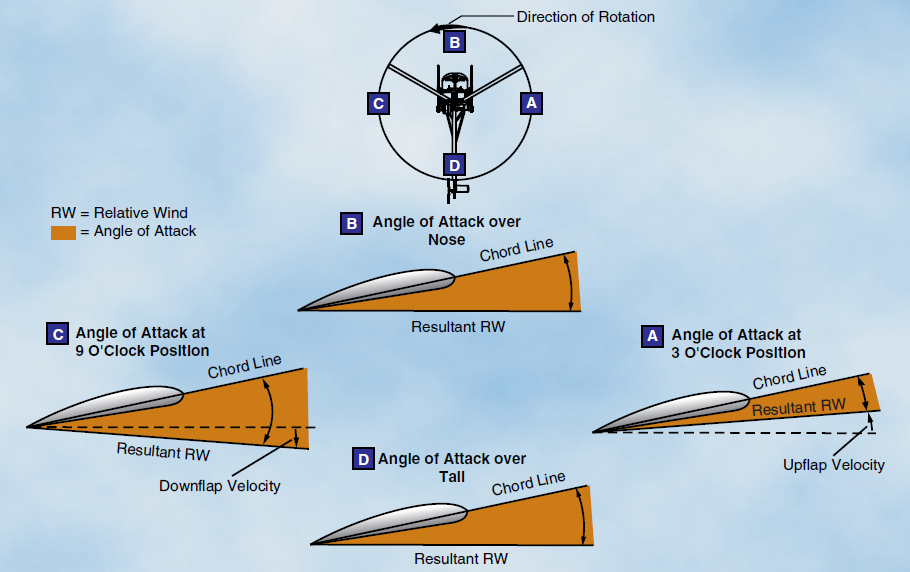 Direction of Rotation
B
C
A
D
RW = Relative Wind
= Angle of Attack
B Angle of Attack over
Nose
Chord Line
Resultant RW
C Angle of Attack at
9 O'Clock Position
Chord Line
Resultant RW
Downflap Velocity
A Angle of Attack at
3 O'Clock Position
Chord Line
Resultant RW
Upflap Velocity
D Angle of Attack over
Tail
Chord Line
Resultant RW